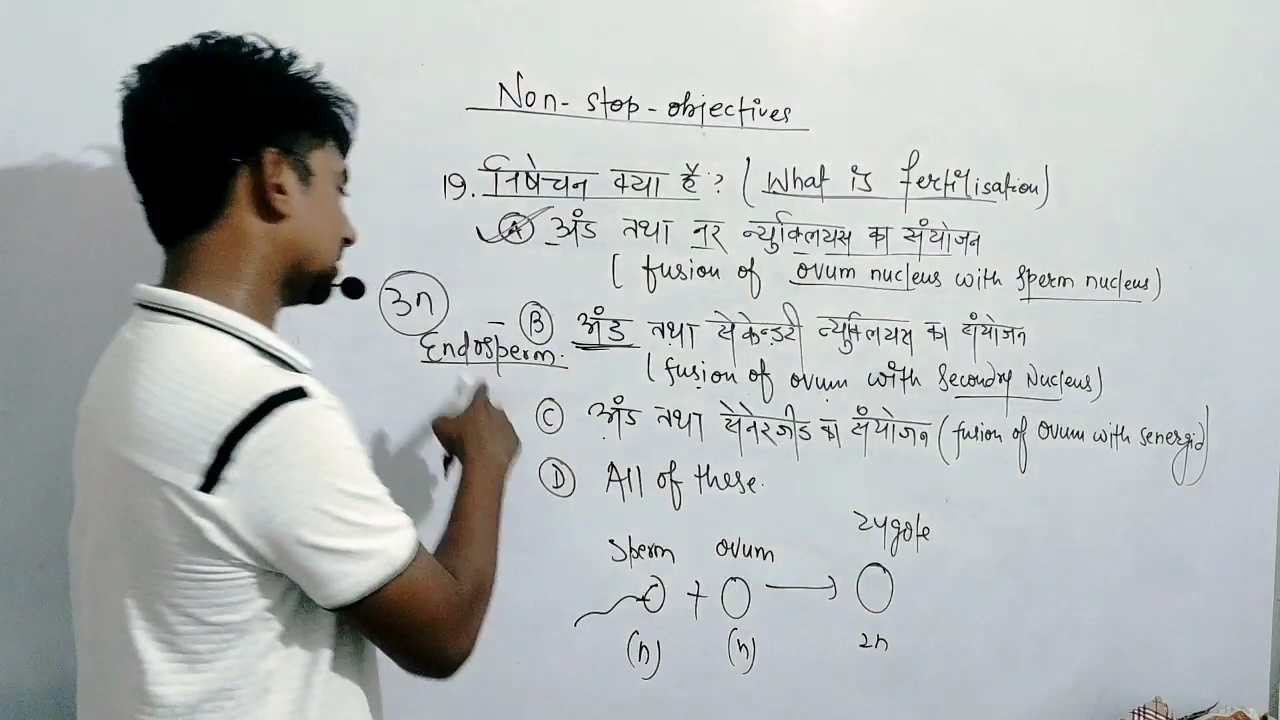 Non-stop-objectives
19. निषेचन क्या है? (What is fertilisation)
(A) अंड तथा नर न्युक्लियस का संयोजन
(fusion of ovum nucleus with sperm nucleus)
(B) अंड तथा सेकेन्डरी न्युक्लियस का संयोजन
(fusion of ovum with Secondry Nucleus)
3n
Endosperm.
(C) अंड तथा सेनेरजीड का संयोजन (fusion of ovum with senergid)
(D) All of these.
Sperm ovum zygote
+
(n) (n) 2n